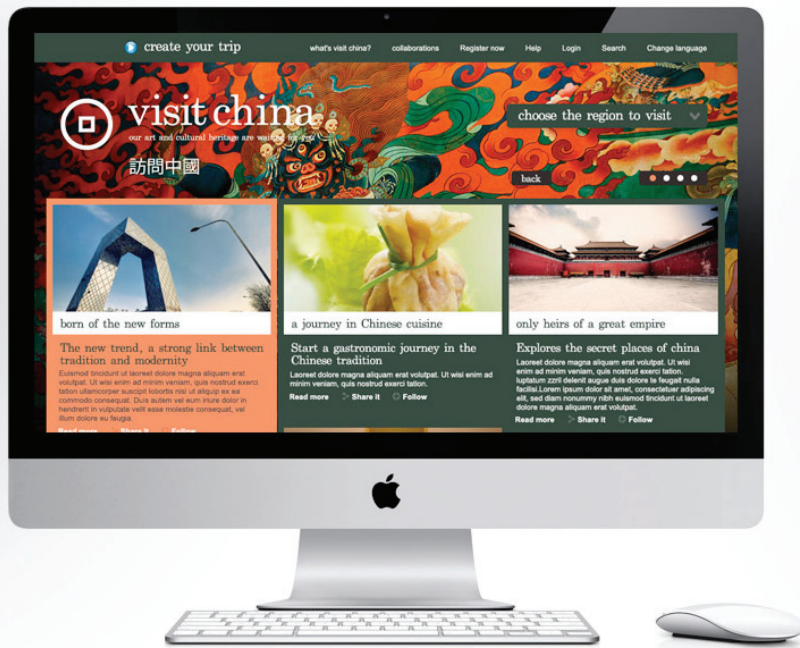 create your trip
what's visit china? collaborations Register now Help Login Search Change language
visit china
our art and cultural heritage are waiting for you
訪問中國
choose the region to visit
back
born of the new forms
The new trend, a strong link between
tradition and modernity
Euismod tincidunt ut laoreet dolore magna aliquam erat
volutpat. Ut wisi enim ad minim veniam, quis nostrud exerci
tation ullamcorper suscipit lobortis nisl ut aliquip ex ea
commodo consequat. Duis autem vel eum iriure dolor in
hendrerit in vulputate velit esse molestie consequat, vel
illum dolore eu feugia.
Read more Share it Follow
a journey in Chinese cuisine
Start a gastronomic journey in the
Chinese tradition
Laoreet dolore magna aliquam erat volutpat. Ut wisi enim ad
minim veniam, quis nostrud exerci tation.
Read more Share it Follow
only heirs of a great empire
Explores the secret places of china
Laoreet dolore magna aliquam erat volutpat. Ut wisi
enim ad minim veniam, quis nostrud exerci tation.
luptatum zzril delenit augue duis dolore te feugait nulla
facilisi.Lorem ipsum dolor sit amet, consectetuer adipiscing
elit, sed diam nonummy nibh euismod tincidunt ut laoreet
dolore magna aliquam erat volutpat.
Read more Share it Follow